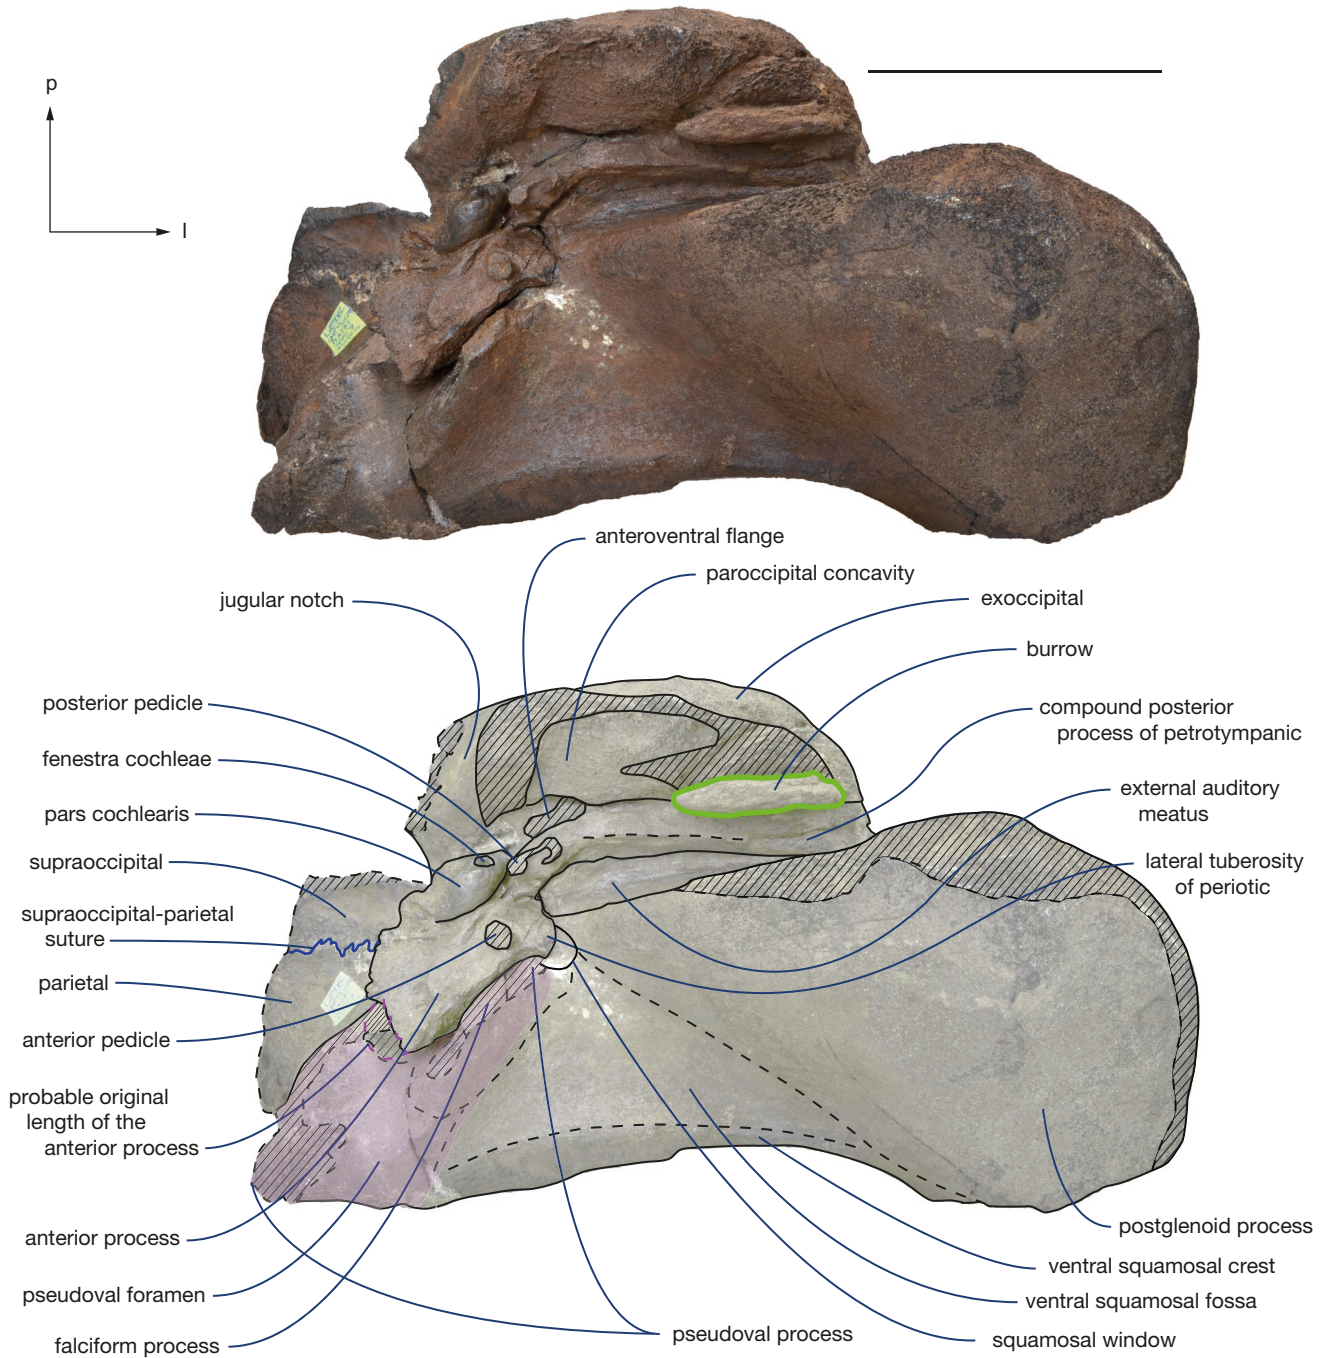 p
l
anteroventral flange
paroccipital concavity
jugular notch
exoccipital
burrow
posterior pedicle
compound posterior
process of petrotympanic
fenestra cochleae
external auditory
meatus
pars cochlearis
supraoccipital
lateral tuberosity
of periotic
supraoccipital-parietal
suture
parietal
anterior pedicle
probable original
length of the
anterior process
anterior process
postglenoid process
ventral squamosal crest
pseudoval foramen
ventral squamosal fossa
falciform process
pseudoval process
squamosal window